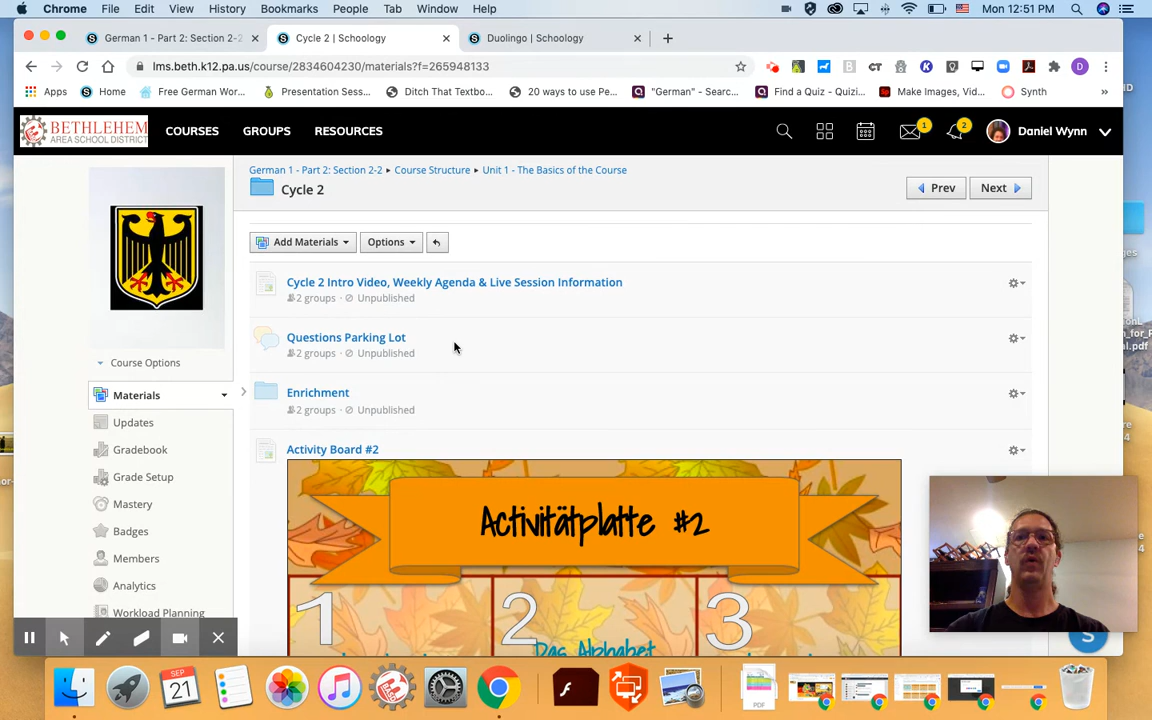 Chrome File Edit View History Bookmarks People Tab Window Help Mon 12:51 PM
German 1 - Part 2: Section 2-2 Cycle 2 | Schoology Duolingo | Schoology
lms.beth.k12.pa.us/course/2834604230/materials?f=265948133
Apps Home Free German Wor... Presentation Sess... Ditch That Textbo... 20 ways to use Pe... "German" - Searc... Find a Quiz - Quizi... Make Images, Vid... Synth
BETHLEHEM
AREA SCHOOL DISTRICT
COURSES GROUPS RESOURCES 1 2 Daniel Wynn
German 1 - Part 2: Section 2-2 Course Structure Unit 1 - The Basics of the Course
Cycle 2 Prev Next
Add Materials Options
Cycle 2 Intro Video, Weekly Agenda & Live Session Information
2 groups · Unpublished
Questions Parking Lot
2 groups · Unpublished
Course Options
Materials
Enrichment
2 groups · Unpublished
Updates
Gradebook
Activity Board #2
Grade Setup
Mastery
Activitätplatte #2
Badges
Members
Analytics
Workload Planning
1 2 3
Das Alphabet
SEP
21
PDF